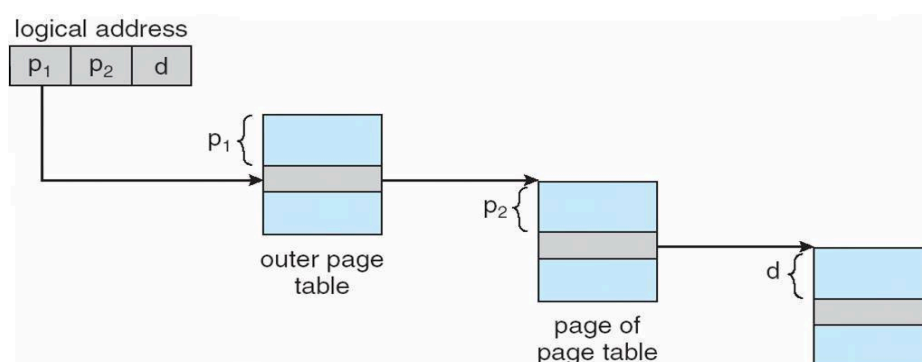 logical address
p₁ p₂ d
p₁
outer page
table
p₂
page of
page table
d